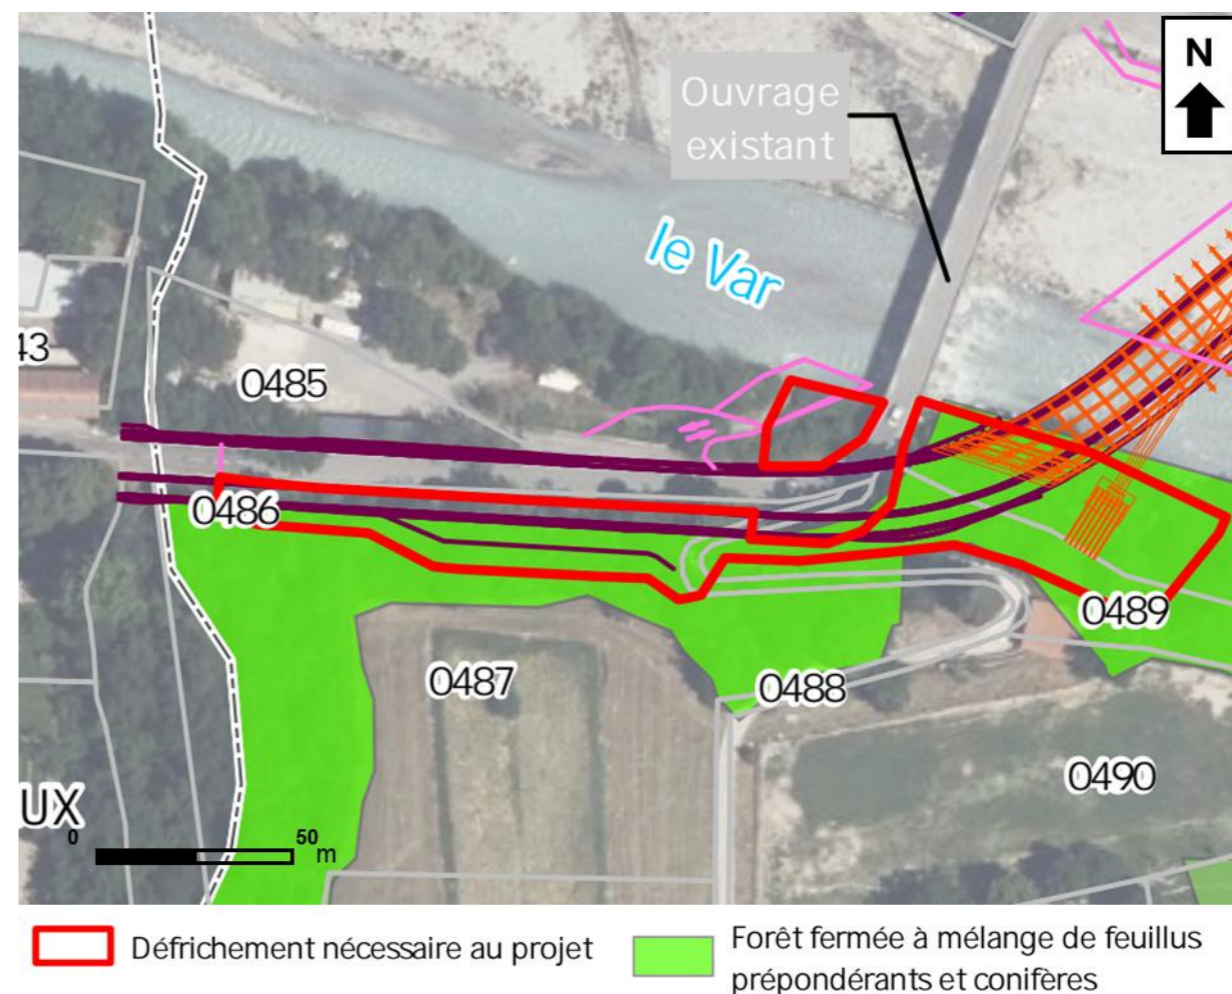 N
Ouvrage
existant
le Var
43
0485
0486
0489
0487
0488
0490
UX
0 50 m
Défrichement nécessaire au projet
Forêt fermée à mélange de feuillus
prépondérants et conifères